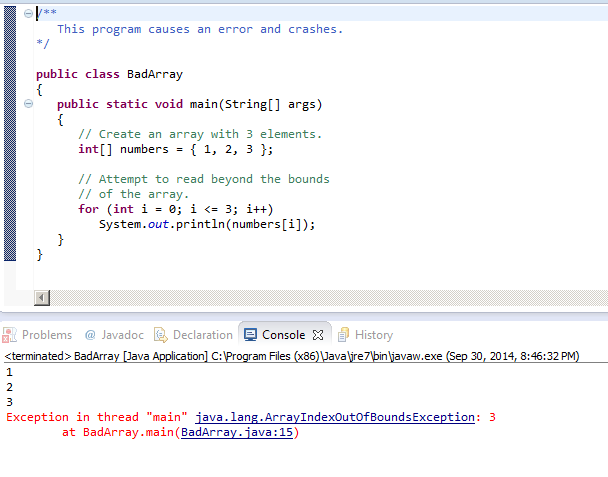 /**
This program causes an error and crashes.
*/
public class BadArray
{
public static void main(String[] args)
{
// Create an array with 3 elements.
int[] numbers = { 1, 2, 3 };
// Attempt to read beyond the bounds
// of the array.
for (int i = 0; i <= 3; i++)
System.out.println(numbers[i]);
}
}
Problems @ Javadoc Declaration Console History
<terminated> BadArray [Java Application] C:\Program Files (x86)\Java\jre7\bin\javaw.exe (Sep 30, 2014, 8:46:32 PM)
1
2
3
Exception in thread "main" java.lang.ArrayIndexOutOfBoundsException: 3
at BadArray.main(BadArray.java:15)